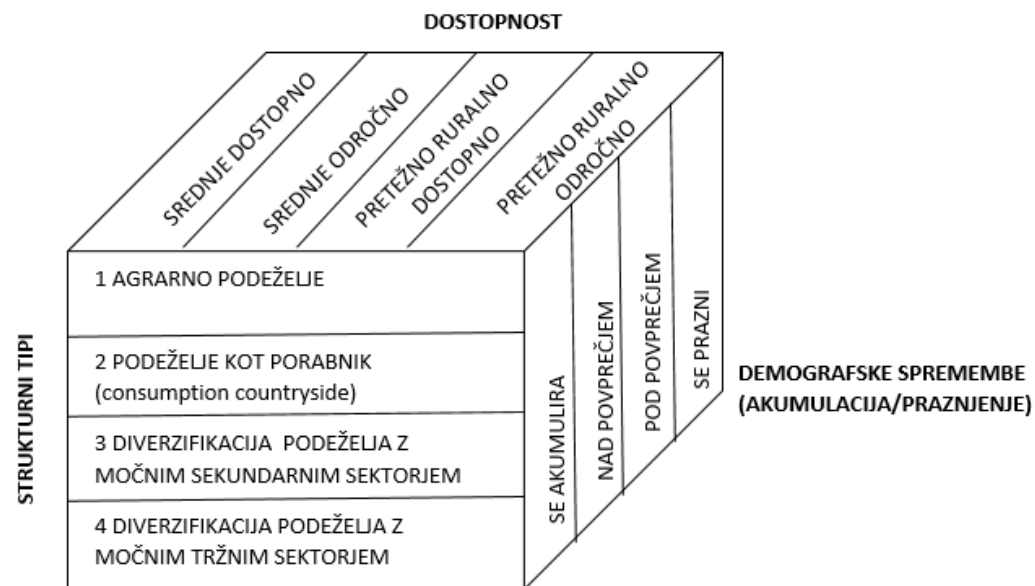 DOSTOPNOST
SREDNJE DOSTOPNO
SREDNJE ODROČNO
PRETEŽNO RURALNO
DOSTOPNO
PRETEŽNO RURALNO
ODROČNO
STRUKTURNI TIPI
1 AGRARNO PODEŽELJE
2 PODEŽELJE KOT PORABNIK
(consumption countryside)
3 DIVERZIFIKACIJA PODEŽELJA Z
MOČNIM SEKUNDARNIM SEKTORJEM
4 DIVERZIFIKACIJA PODEŽELJA Z
MOČNIM TRŽNIM SEKTORJEM
SE AKUMULIRA
NAD POVPREČJEM
POD POVPREČJEM
SE PRAZNI
DEMOGRAFSKE SPREMEMBE
(AKUMULACIJA/PRAZNJENJE)